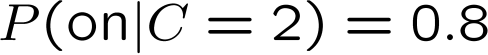 P(on|C = 2) = 0.8